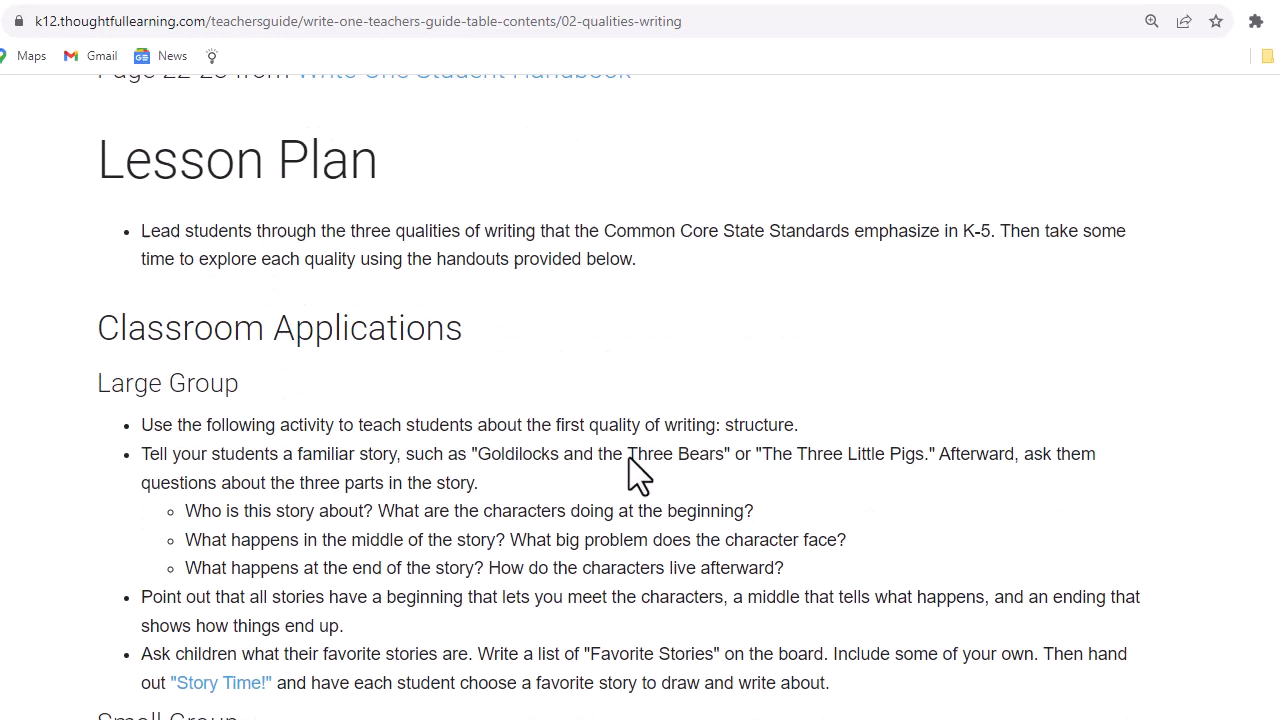 k12.thoughtfullearning.com/teachersguide/write-one-teachers-guide-table-contents/02-qualities-writing
Maps Gmail News
Page 22-23 from Write One Student Handbook
Lesson Plan
• Lead students through the three qualities of writing that the Common Core State Standards emphasize in K-5. Then take some
time to explore each quality using the handouts provided below.
Classroom Applications
Large Group
• Use the following activity to teach students about the first quality of writing: structure.
• Tell your students a familiar story, such as "Goldilocks and the Three Bears" or "The Three Little Pigs." Afterward, ask them
questions about the three parts in the story.
◦ Who is this story about? What are the characters doing at the beginning?
◦ What happens in the middle of the story? What big problem does the character face?
◦ What happens at the end of the story? How do the characters live afterward?
• Point out that all stories have a beginning that lets you meet the characters, a middle that tells what happens, and an ending that
shows how things end up.
• Ask children what their favorite stories are. Write a list of "Favorite Stories" on the board. Include some of your own. Then hand
out "Story Time!" and have each student choose a favorite story to draw and write about.
Small Group